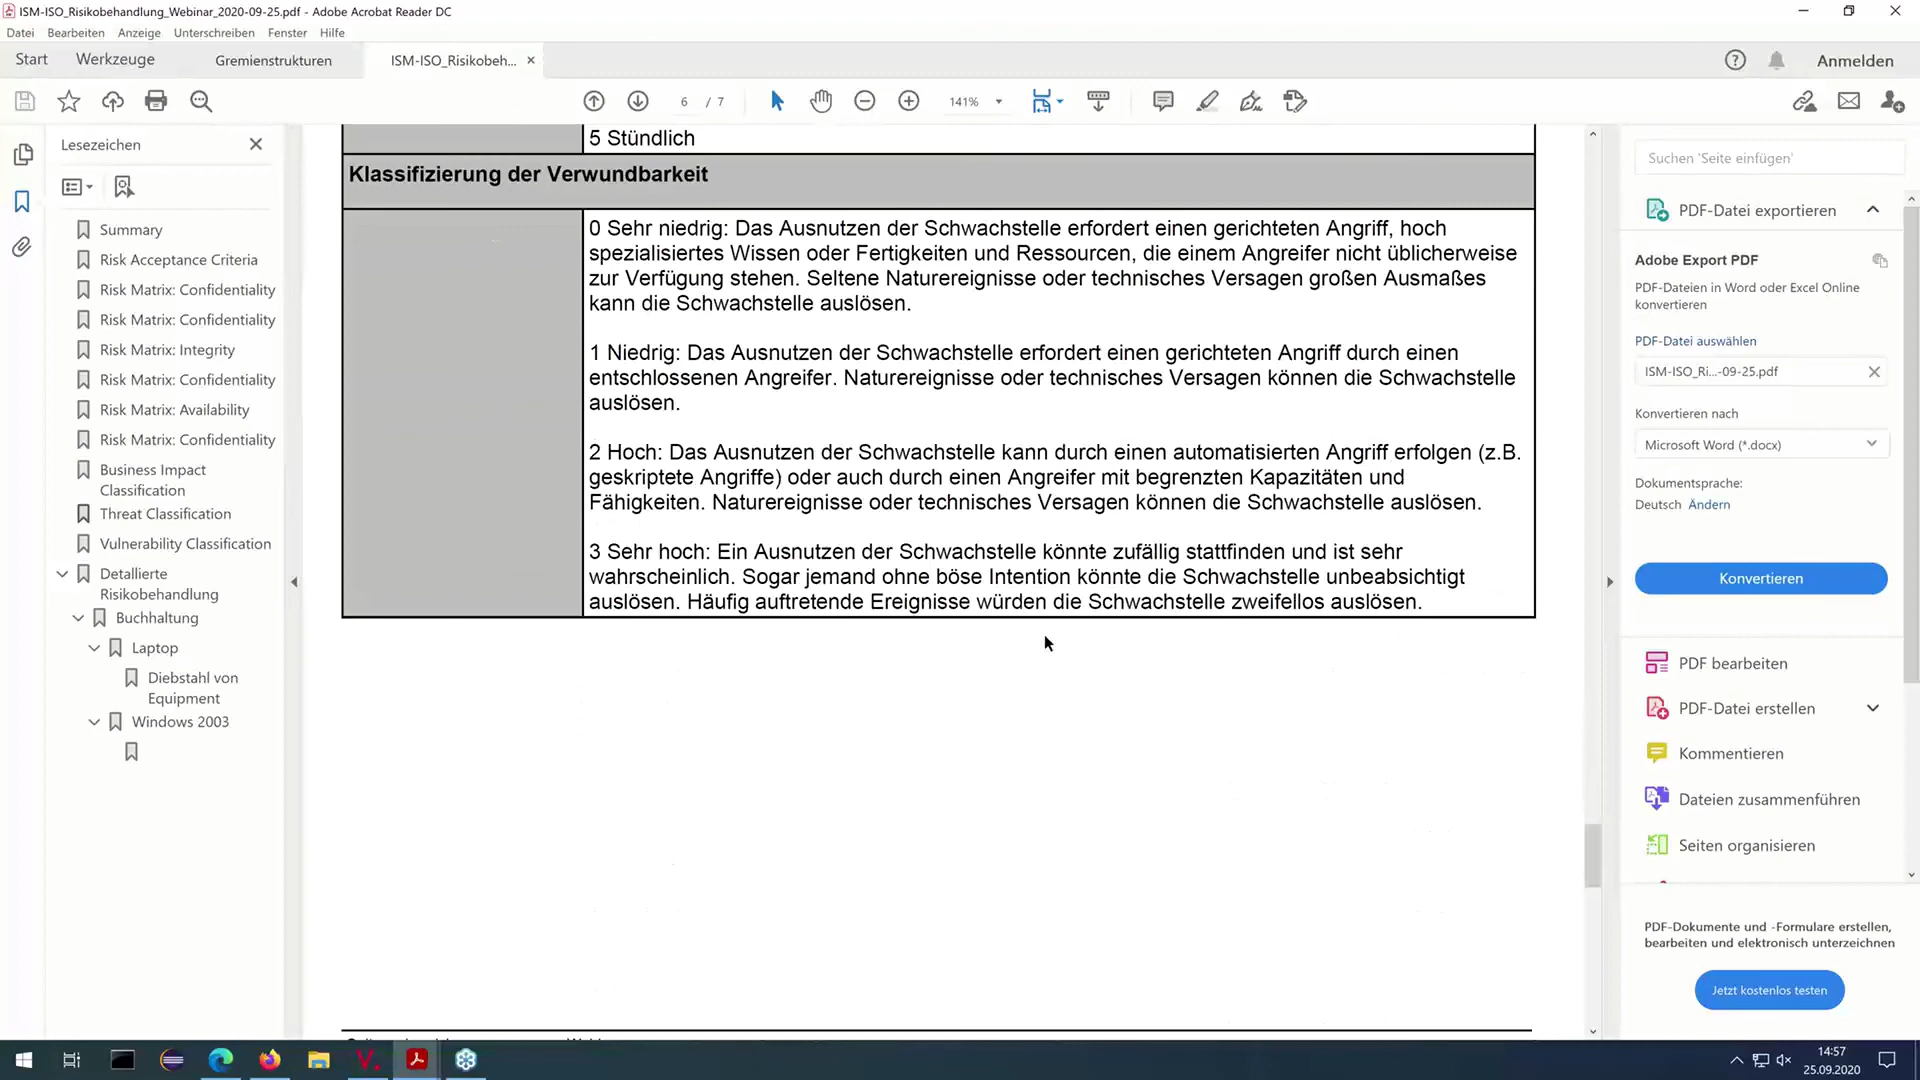 ISM-ISO_Risikobehandlung_Webinar_2020-09-25.pdf - Adobe Acrobat Reader DC
Datei Bearbeiten Anzeige Unterschreiben Fenster Hilfe
Start Werkzeuge Gremienstrukturen ISM-ISO_Risikobeh... Anmelden
6 / 7 141%
Lesezeichen
Summary
Risk Acceptance Criteria
Risk Matrix: Confidentiality
Risk Matrix: Confidentiality
Risk Matrix: Integrity
Risk Matrix: Confidentiality
Risk Matrix: Availability
Risk Matrix: Confidentiality
Business Impact
Classification
Threat Classification
Vulnerability Classification
Detallierte
Risikobehandlung
Buchhaltung
Laptop
Diebstahl von
Equipment
Windows 2003
5 Stündlich
Klassifizierung der Verwundbarkeit
0 Sehr niedrig: Das Ausnutzen der Schwachstelle erfordert einen gerichteten Angriff, hoch
spezialisiertes Wissen oder Fertigkeiten und Ressourcen, die einem Angreifer nicht üblicherweise
zur Verfügung stehen. Seltene Naturereignisse oder technisches Versagen großen Ausmaßes
kann die Schwachstelle auslösen.
1 Niedrig: Das Ausnutzen der Schwachstelle erfordert einen gerichteten Angriff durch einen
entschlossenen Angreifer. Naturereignisse oder technisches Versagen können die Schwachstelle
auslösen.
2 Hoch: Das Ausnutzen der Schwachstelle kann durch einen automatisierten Angriff erfolgen (z.B.
geskriptete Angriffe) oder auch durch einen Angreifer mit begrenzten Kapazitäten und
Fähigkeiten. Naturereignisse oder technisches Versagen können die Schwachstelle auslösen.
3 Sehr hoch: Ein Ausnutzen der Schwachstelle könnte zufällig stattfinden und ist sehr
wahrscheinlich. Sogar jemand ohne böse Intention könnte die Schwachstelle unbeabsichtigt
auslösen. Häufig auftretende Ereignisse würden die Schwachstelle zweifellos auslösen.
Suchen 'Seite einfügen'
PDF-Datei exportieren
Adobe Export PDF
PDF-Dateien in Word oder Excel Online
konvertieren
PDF-Datei auswählen
ISM-ISO_Ri...-09-25.pdf
Konvertieren nach
Microsoft Word (*.docx)
Dokumentsprache:
Deutsch Ändern
Konvertieren
PDF bearbeiten
PDF-Datei erstellen
Kommentieren
Dateien zusammenführen
Seiten organisieren
PDF-Dokumente und -Formulare erstellen,
bearbeiten und elektronisch unterzeichnen
Jetzt kostenlos testen
14:57
25.09.2020